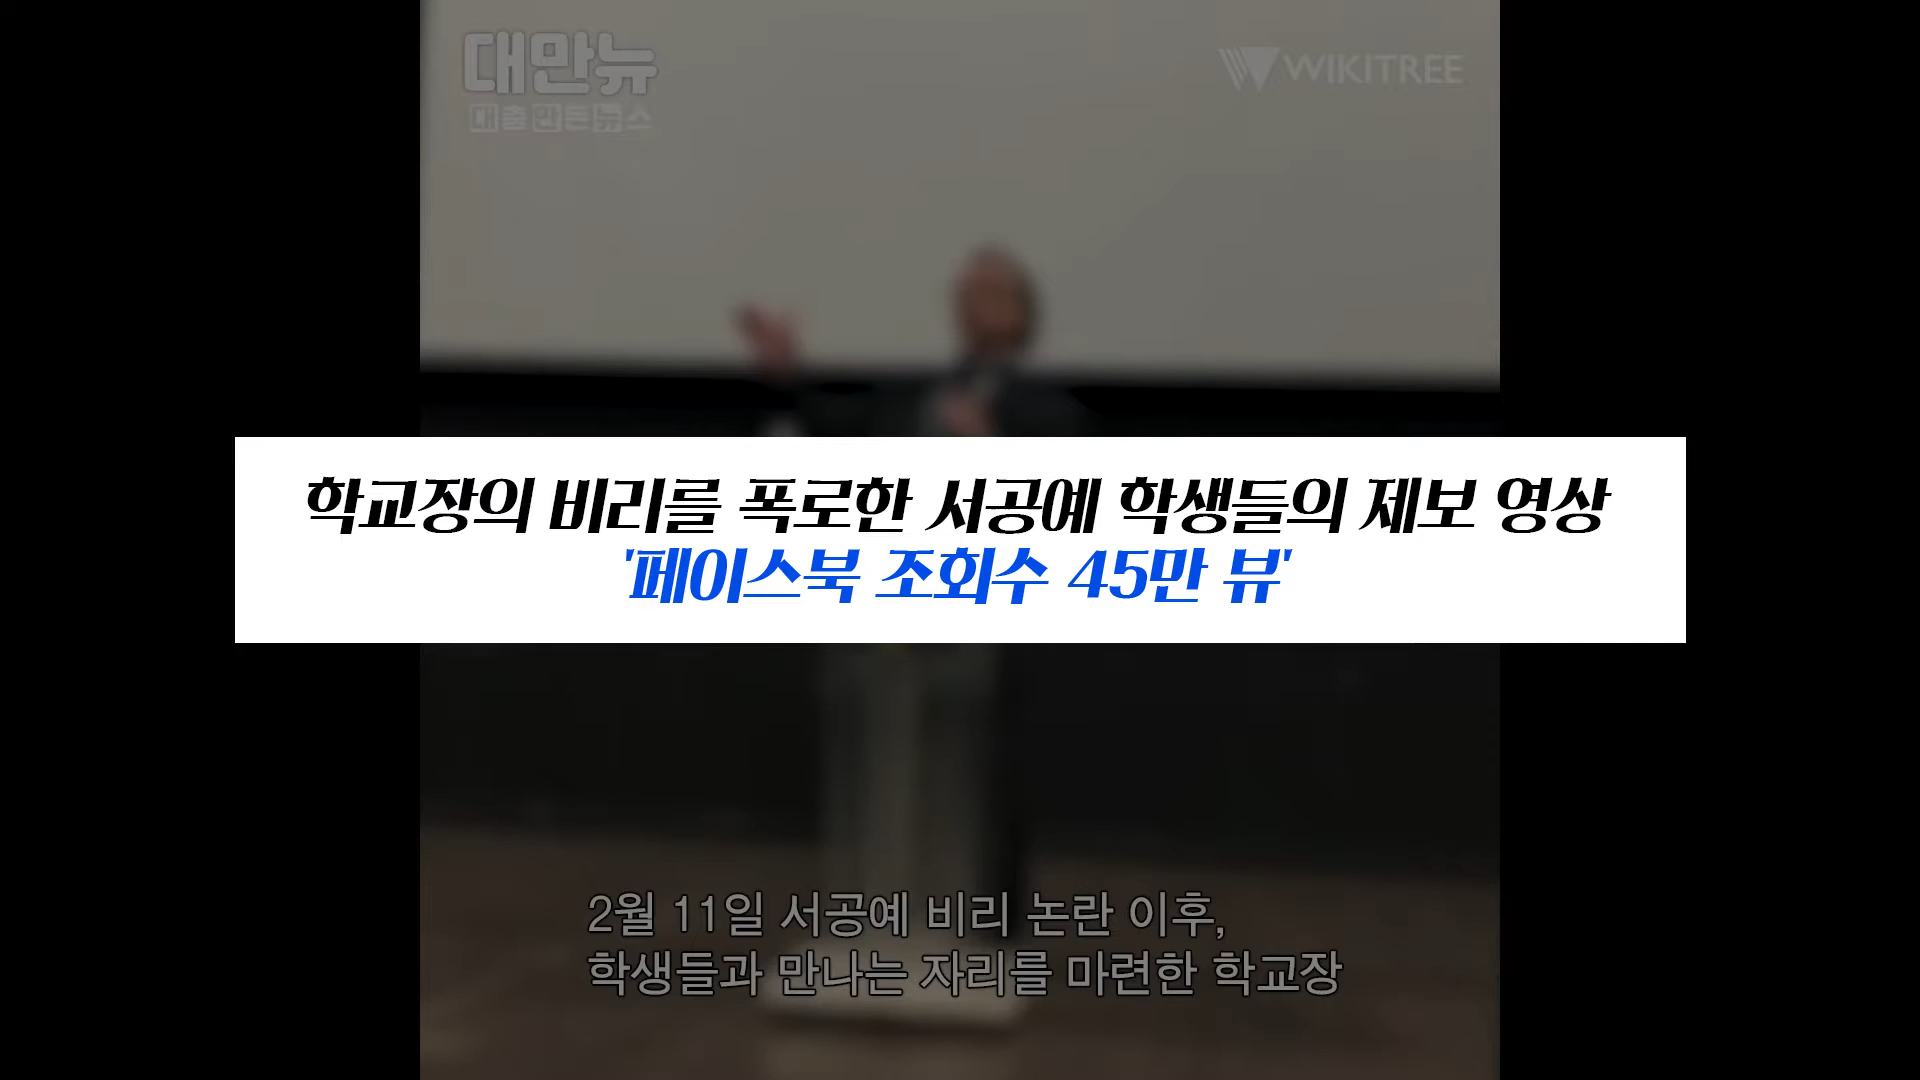 대만뉴
대충 만든 뉴스
WIKITREE
학교장의 비리를 폭로한 서공예 학생들의 제보 영상
'페이스북 조회수 45만 뷰'
2월 11일 서공예 비리 논란 이후,
학생들과 만나는 자리를 마련한 학교장